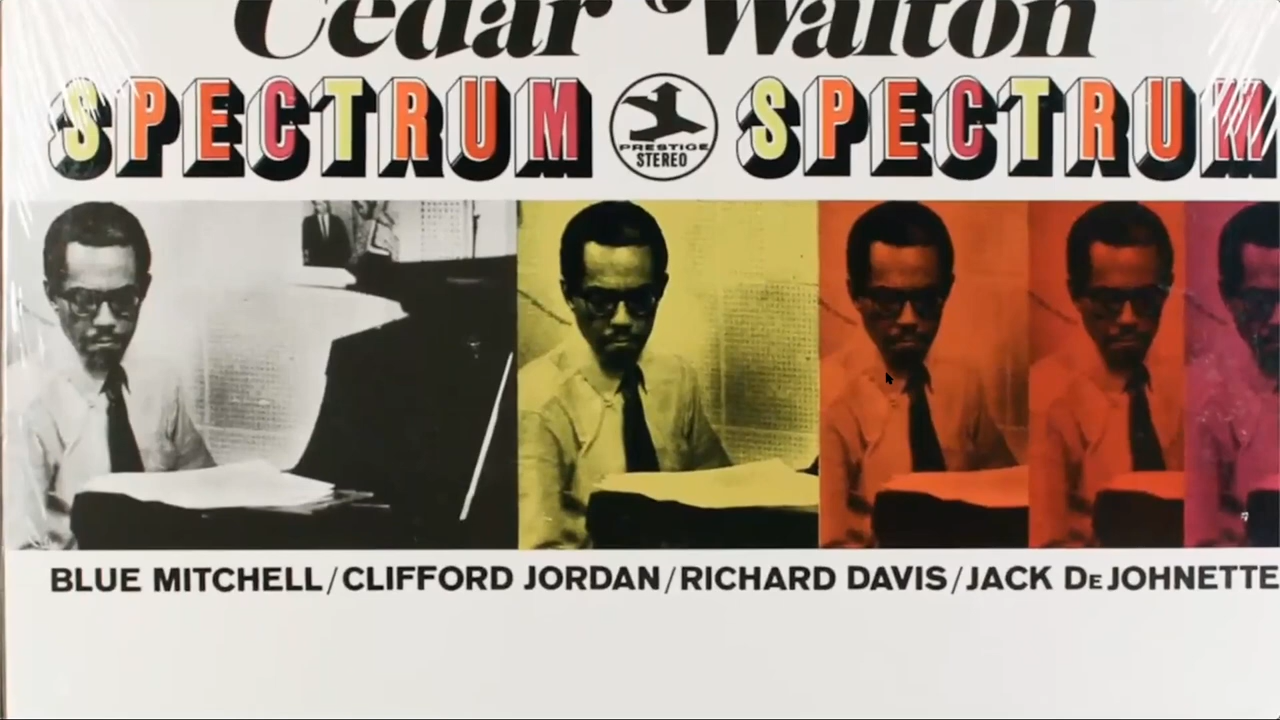 Cedar Walton
SPECTRUM PRESTIGE STEREO SPECTRUM
BLUE MITCHELL/CLIFFORD JORDAN/RICHARD DAVIS/JACK DEJOHNETTE